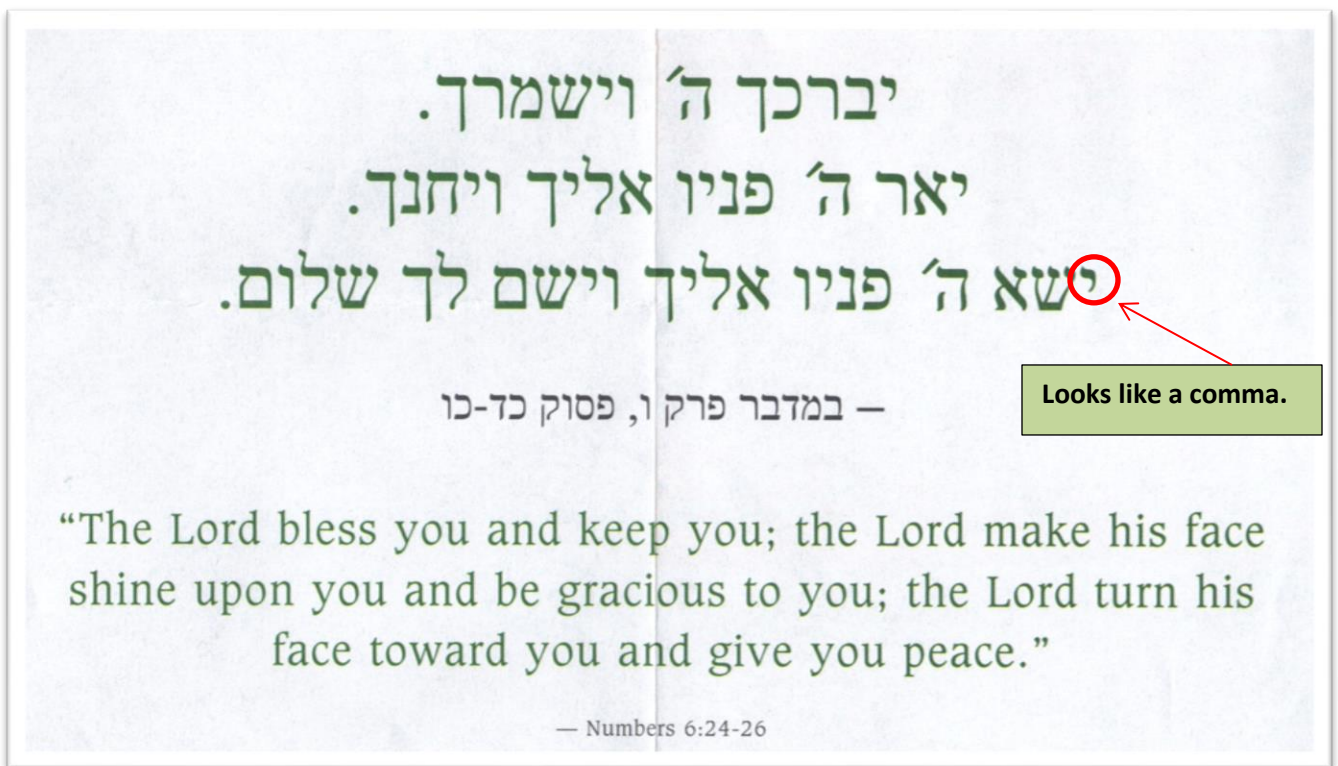 יברכך ה׳ וישמרך.
יאר ה׳ פניו אליך ויחנך.
ישא ה׳ פניו אליך וישם לך שלום.
Looks like a comma.
— במדבר פרק ו, פסוק כד-כו
“The Lord bless you and keep you; the Lord make his face
shine upon you and be gracious to you; the Lord turn his
face toward you and give you peace.”
— Numbers 6:24-26